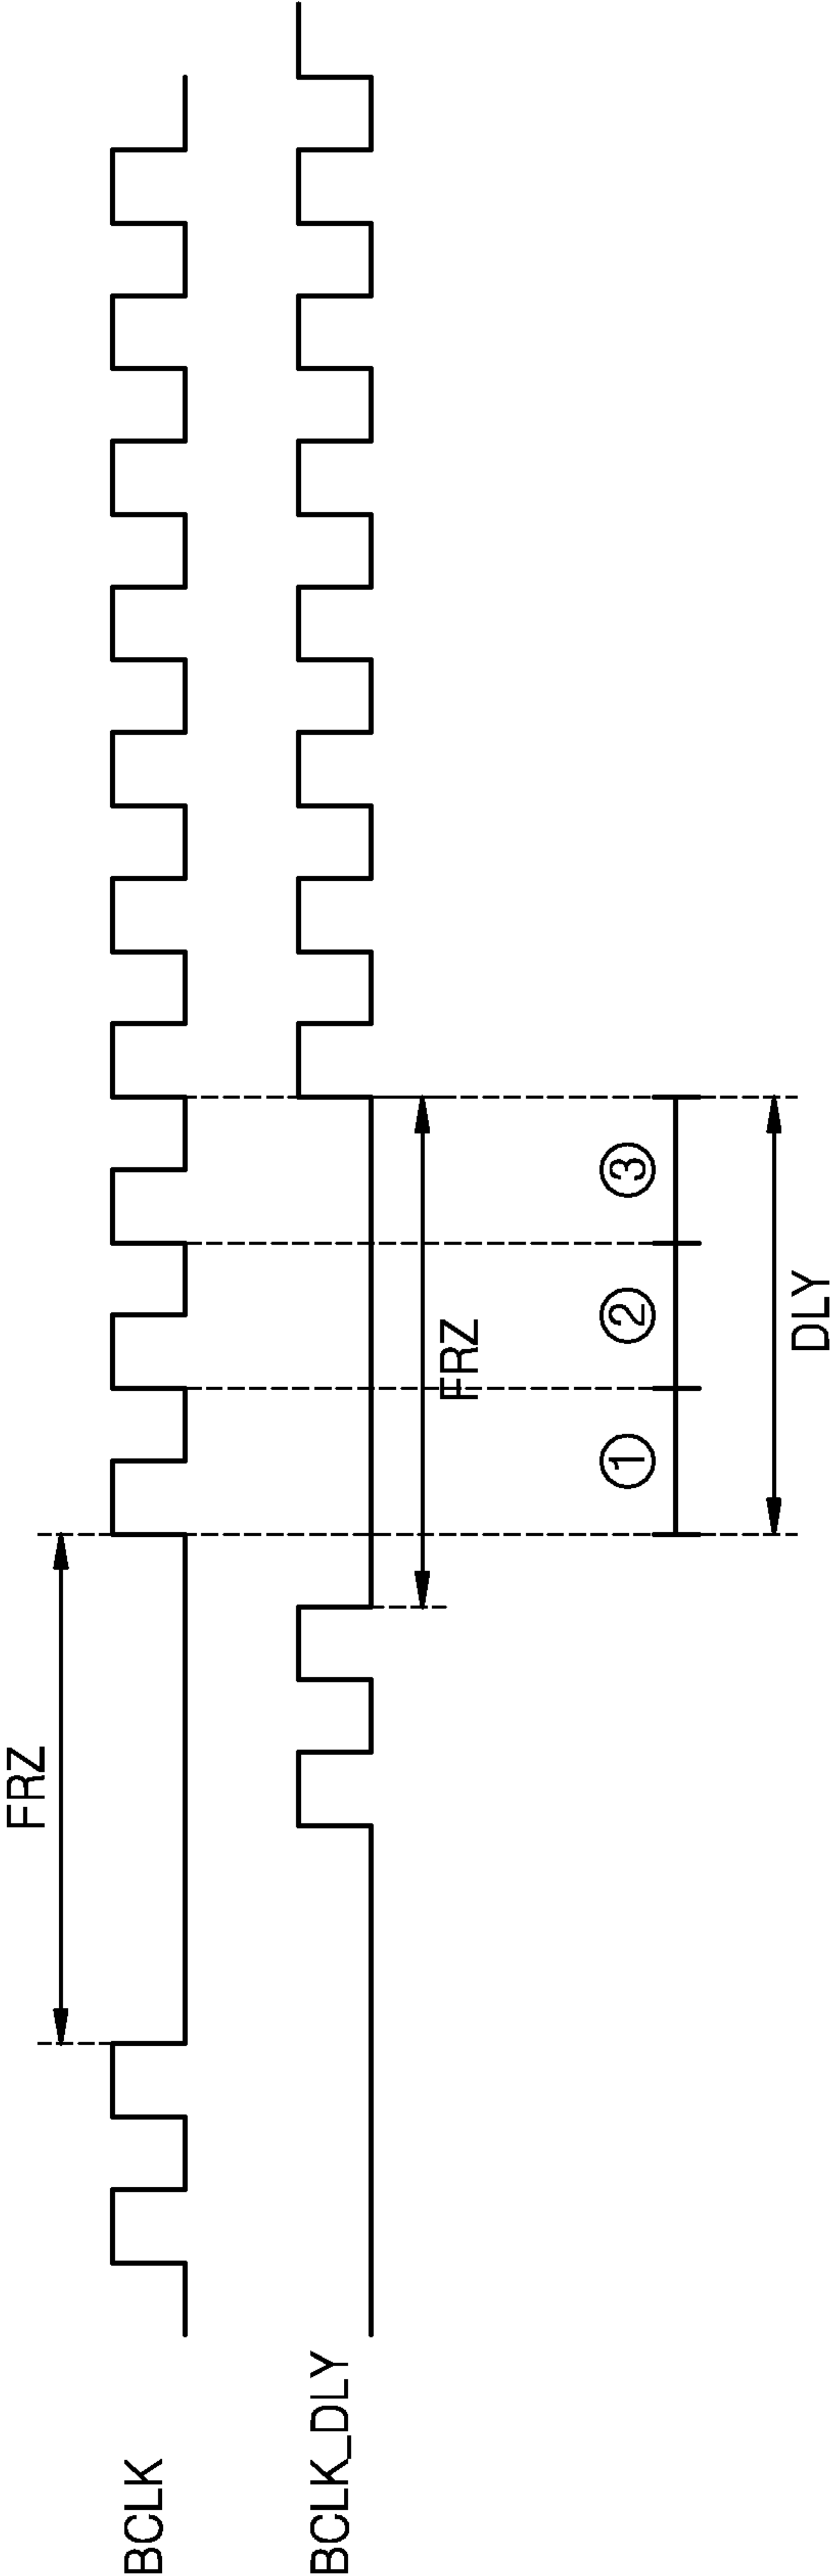 FRZ
BCLK
BCLK_DLY
FRZ
① ② ③
DLY